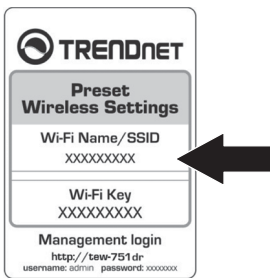 TRENDNET
Preset
Wireless Settings
Wi-Fi Name/SSID
XXXXXXXXX
Wi-Fi Key
XXXXXXXXX
Management login
http://tew-751dr
username: admin password: xxxxxxxx